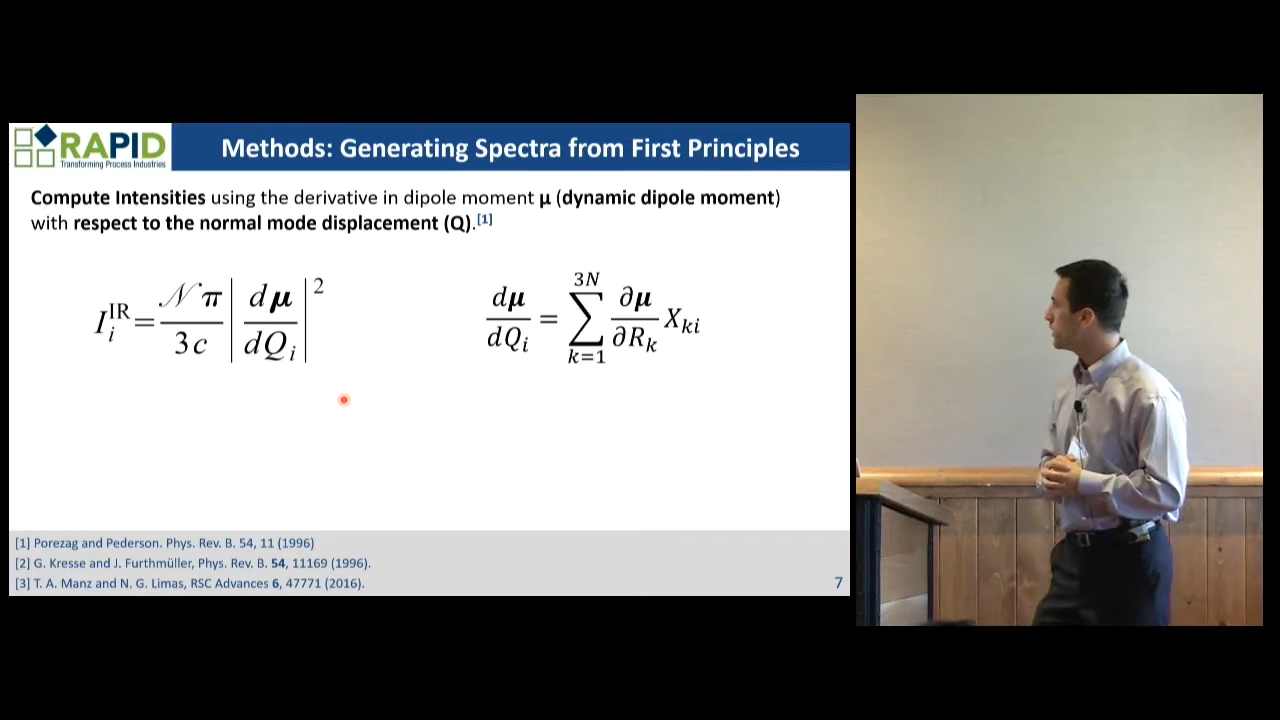 RAPID
Transforming Process Industries
Methods: Generating Spectra from First Principles
Compute Intensities using the derivative in dipole moment μ (dynamic dipole moment)
with respect to the normal mode displacement (Q).[1]
I_i^IR = 𝒩π/3c |dμ/dQ_i|^2
dμ/dQ_i = ∑_{k=1}^{3N} ∂μ/∂R_k X_ki
[1] Porezag and Pederson. Phys. Rev. B. 54, 11 (1996)
[2] G. Kresse and J. Furthmüller, Phys. Rev. B. 54, 11169 (1996).
[3] T. A. Manz and N. G. Limas, RSC Advances 6, 47771 (2016).
7